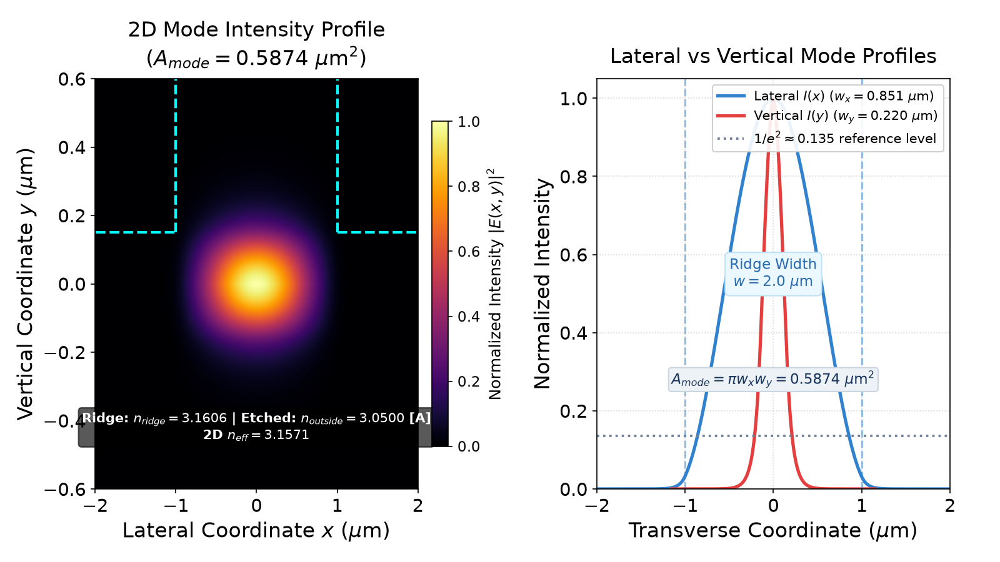 2D Mode Intensity Profile
(A_mode = 0.5874 μm²)
0.6
0.4
0.2
0.0
−0.2
−0.4
−0.6
Vertical Coordinate y (μm)
Ridge: n_ridge = 3.1606 | Etched: n_outside = 3.0500 [A]
2D n_eff = 3.1571
−2
−1
0
1
2
Lateral Coordinate x (μm)
1.0
0.8
0.6
0.4
0.2
0.0
Normalized Intensity |E(x, y)|²
Lateral vs Vertical Mode Profiles
1.0
0.8
0.6
0.4
0.2
0.0
Normalized Intensity
Lateral I(x) (w_x = 0.851 μm)
Vertical I(y) (w_y = 0.220 μm)
1/e² ≈ 0.135 reference level
Ridge Width
w = 2.0 μm
A_mode = πw_xw_y = 0.5874 μm²
−2
−1
0
1
2
Transverse Coordinate (μm)